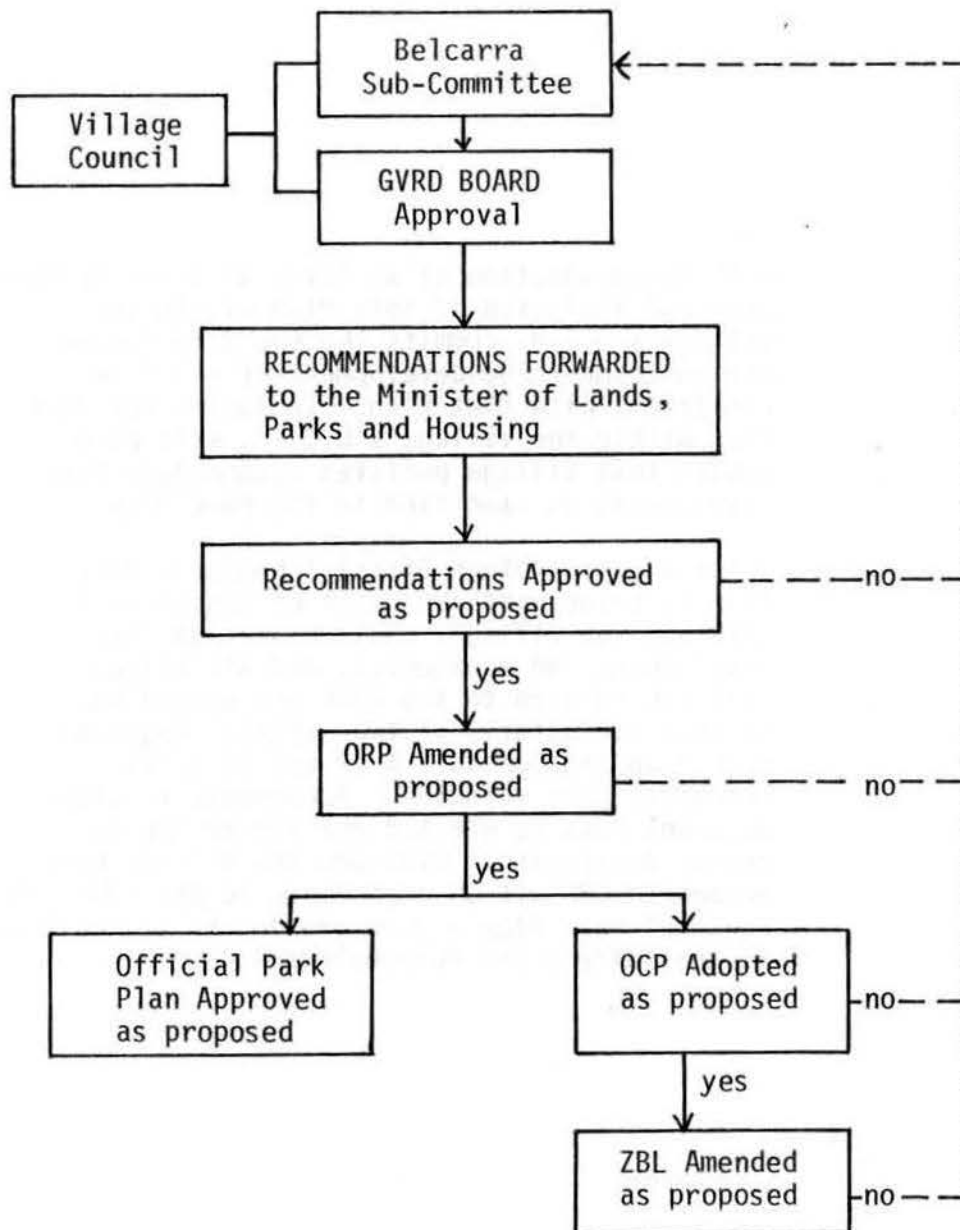 Belcarra
Sub-Committee
Village
Council
GVRD BOARD
Approval
RECOMMENDATIONS FORWARDED
to the Minister of Lands,
Parks and Housing
Recommendations Approved
as proposed
no
yes
ORP Amended as
proposed
no
yes
Official Park
Plan Approved
as proposed
OCP Adopted
as proposed
no
yes
ZBL Amended
as proposed
no